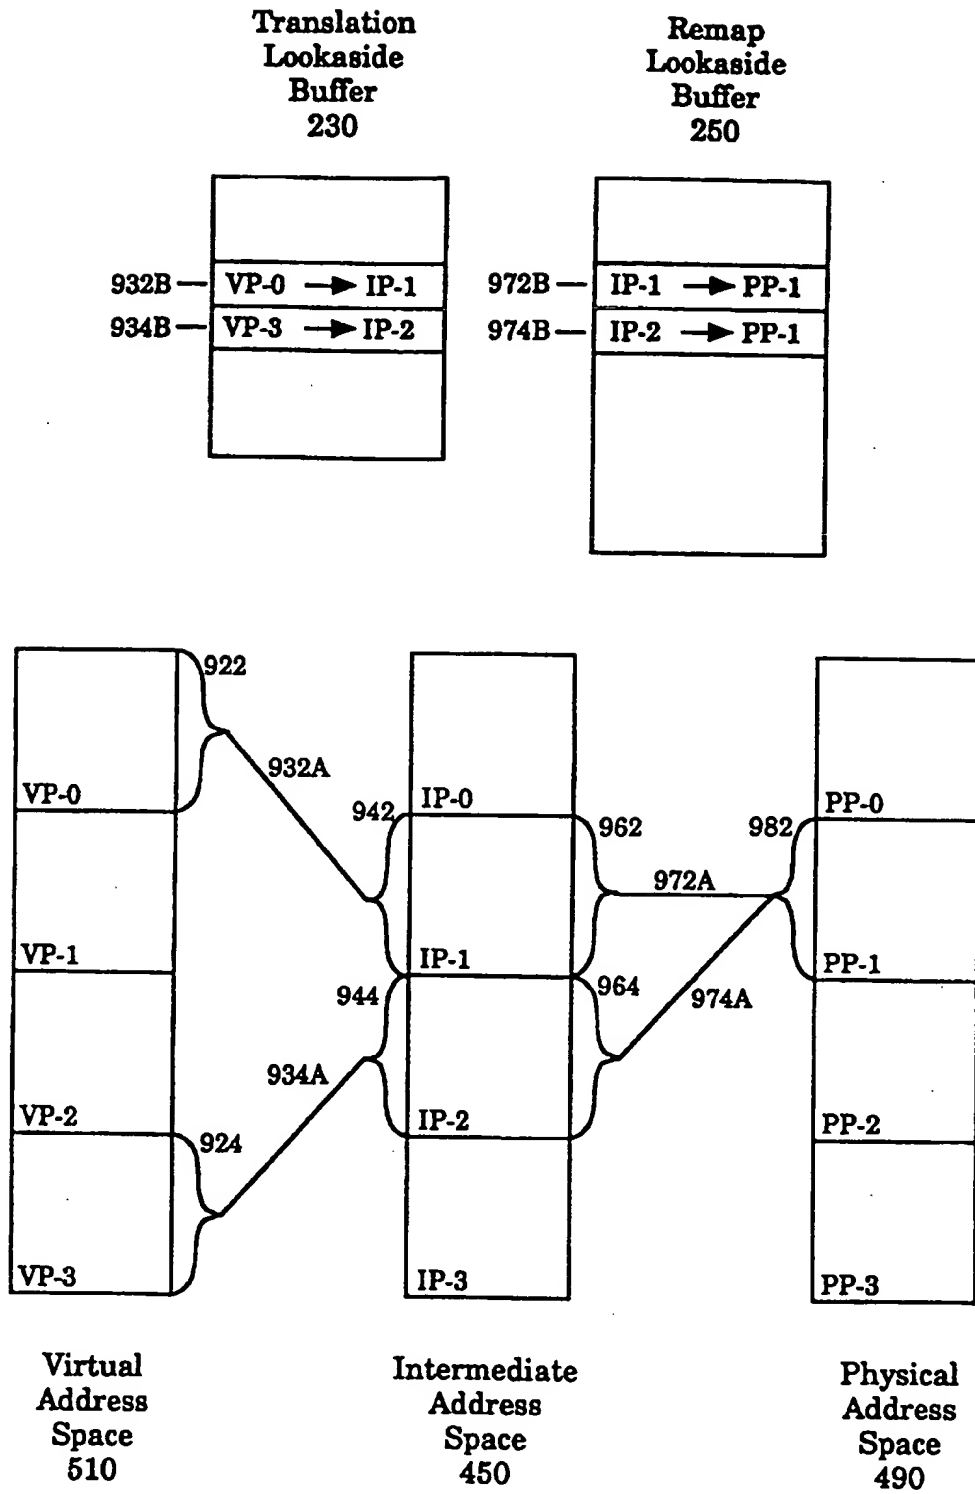 Translation
Lookaside
Buffer
230
Remap
Lookaside
Buffer
250
932B
VP-0 → IP-1
934B
VP-3 → IP-2
972B
IP-1 → PP-1
974B
IP-2 → PP-1
922
932A
VP-0
942
IP-0
962
982
PP-0
972A
VP-1
IP-1
PP-1
944
964
974A
934A
VP-2
924
IP-2
PP-2
VP-3
IP-3
PP-3
Virtual
Address
Space
510
Intermediate
Address
Space
450
Physical
Address
Space
490